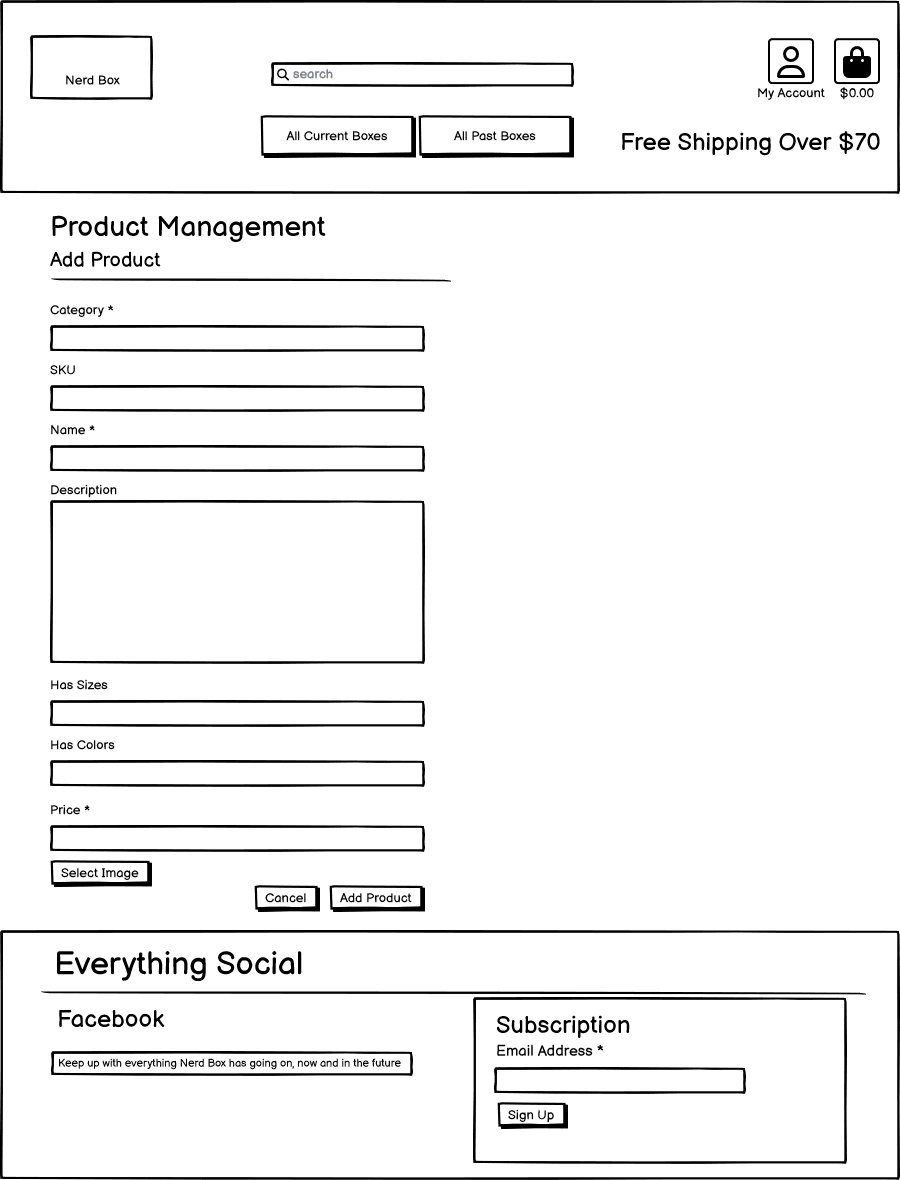 Nerd Box
search
My Account
$0.00
All Current Boxes
All Past Boxes
Free Shipping Over $70
Product Management
Add Product
Category *
SKU
Name *
Description
Has Sizes
Has Colors
Price *
Select Image
Cancel
Add Product
Everything Social
Facebook
Keep up with everything Nerd Box has going on, now and in the future
Subscription
Email Address *
Sign Up